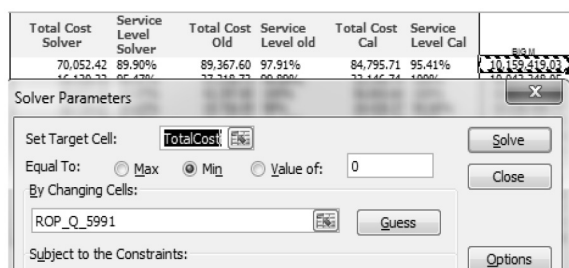 Total Cost Solver Service Level Solver Total Cost Old Service Level old Total Cost Cal Service Level Cal BIG M
70,052.42 89.90% 89,367.60 97.91% 84,795.71 95.41% 10,159,419.03
Solver Parameters X
Set Target Cell: TotalCost Solve
Equal To: Max Min Value of: 0 Close
By Changing Cells:
ROP_Q_5991 Guess
Subject to the Constraints: Options